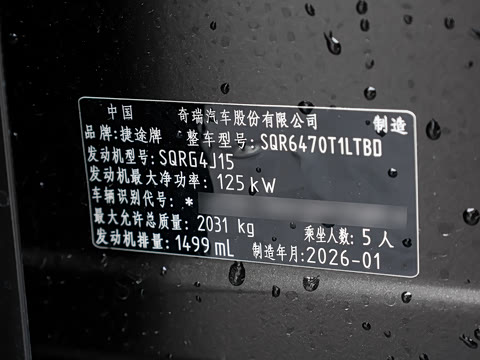 中国 奇瑞汽车股份有限公司 制造
品牌:捷途牌 整车型号:SQR6470T1LTBD
发动机型号:SQRG4J15
发动机最大净功率:125kW
车辆识别代号:*
最大允许总质量:2031 kg 乘坐人数:5人
发动机排量:1499 mL 制造年月:2026-01